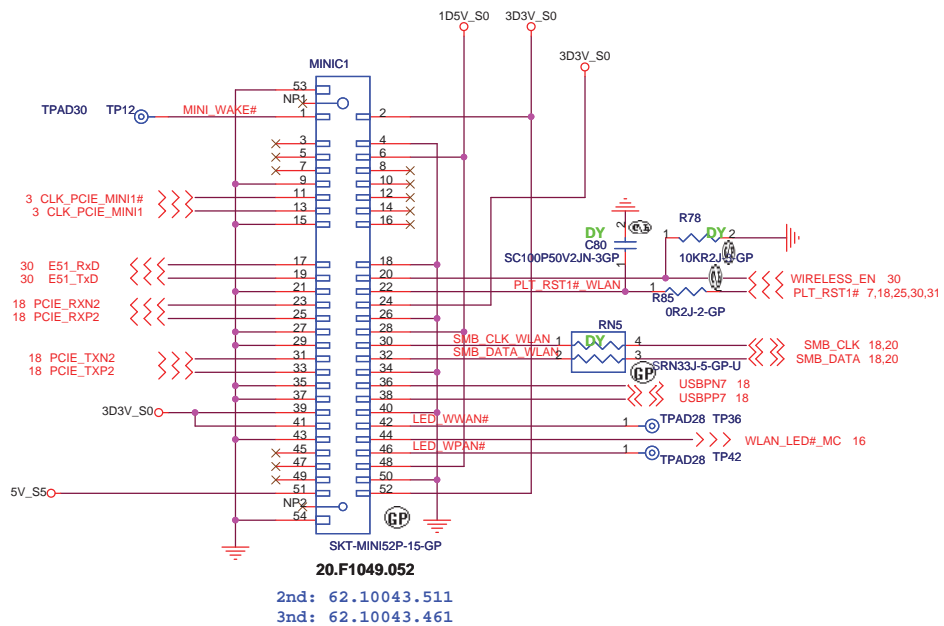 1D5V_S0
3D3V_S0
3D3V_S0
MINIC1
53
NP1
TPAD30 TP12
MINI_WAKE#
1
2
3
4
5
6
7
8
9
10
3 CLK_PCIE_MINI1#
11
12
3 CLK_PCIE_MINI1
13
14
15
16
DY
C80
SC100P50V2JN-3GP
2
1
R78
1
DY
2
30 E51_RxD
17
18
30 E51_TxD
19
20
WIRELESS_EN 30
21
22
PLT_RST1#_WLAN
1
R85
0R2J-2-GP
PLT_RST1# 7,18,25,30,31
18 PCIE_RXN2
23
24
18 PCIE_RXP2
25
26
27
28
RN5
29
30
SMB_CLK_WLAN
1
DY
4
SMB_CLK 18,20
18 PCIE_TXN2
31
32
SMB_DATA_WLAN
2
3
SMB_DATA 18,20
18 PCIE_TXP2
33
34
SRN33J-5-GP-U
GP
35
36
USBPN7 18
37
38
USBPP7 18
3D3V_S0
39
40
41
42
LED_WWAN#
1
TPAD28 TP36
43
44
WLAN_LED#_MC 16
45
46
LED_WPAN#
1
TPAD28 TP42
47
48
49
50
5V_S5
51
52
NP2
54
GP
SKT-MINI52P-15-GP
20.F1049.052
2nd: 62.10043.511
3nd: 62.10043.461